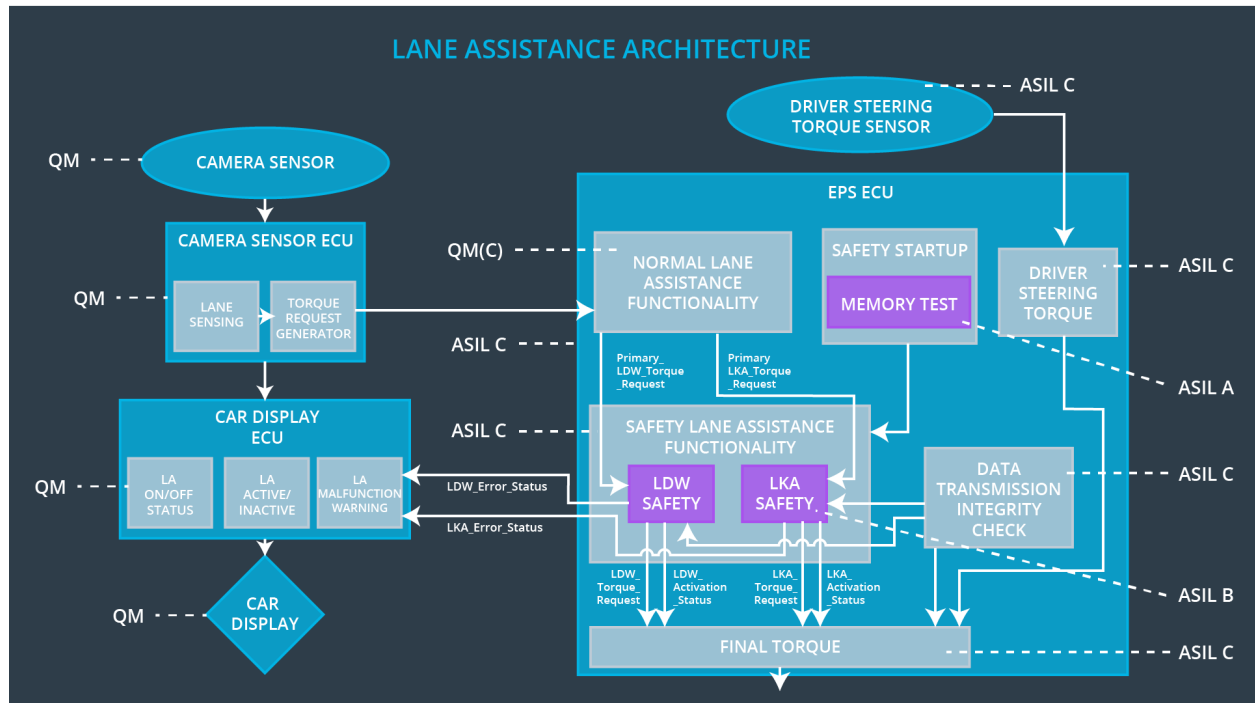 LANE ASSISTANCE ARCHITECTURE
ASIL C
DRIVER STEERING
TORQUE SENSOR
QM
CAMERA SENSOR
EPS ECU
CAMERA SENSOR ECU
QM(C)
NORMAL LANE
ASSISTANCE
FUNCTIONALITY
SAFETY STARTUP
MEMORY TEST
DRIVER
STEERING
TORQUE
ASIL C
QM
LANE
SENSING
TORQUE
REQUEST
GENERATOR
ASIL C
Primary_
LDW_Torque
_Request
Primary
LKA_Torque
_Request
ASIL A
CAR DISPLAY
ECU
ASIL C
SAFETY LANE ASSISTANCE
FUNCTIONALITY
QM
LA
ON/OFF
STATUS
LA
ACTIVE/
INACTIVE
LA
MALFUNCTION
WARNING
LDW_Error_Status
LKA_Error_Status
LDW
SAFETY
LKA
SAFETY
DATA
TRANSMISSION
INTEGRITY
CHECK
ASIL C
LDW_
Torque_
Request
LDW_
Activation
_Status
LKA_
Torque_
Request
LKA_
Activation
_Status
ASIL B
QM
CAR
DISPLAY
FINAL TORQUE
ASIL C